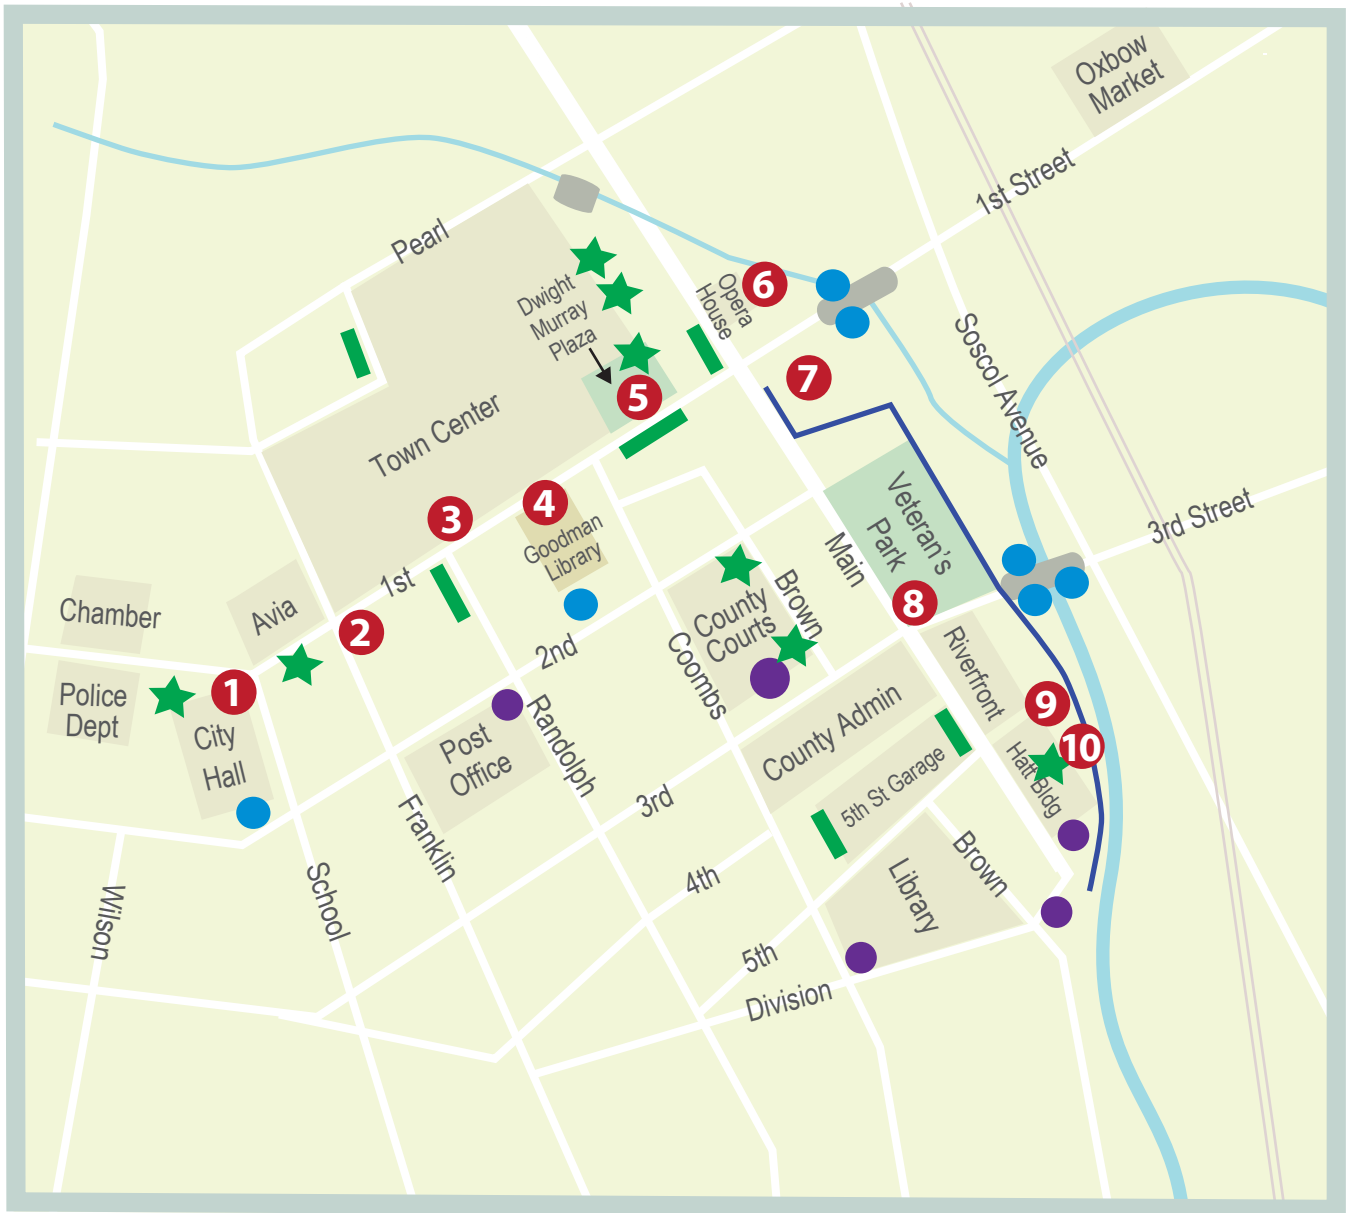 Oxbow
Market
1st Street
Pearl
Dwight
Murray
Plaza
Opera
House
6
7
5
Soscol Avenue
Town Center
3
4
Goodman
Library
Veteran's
Park
3rd Street
Main
Chamber
Avia
1st
2
2nd
County
Courts
Brown
8
Coombs
Riverfront
Police
Dept
1
City
Hall
Post
Office
Randolph
County Admin
9
10
Hatt Bldg
5th St Garage
3rd
Franklin
School
Wilson
4th
Library
Brown
5th
Division